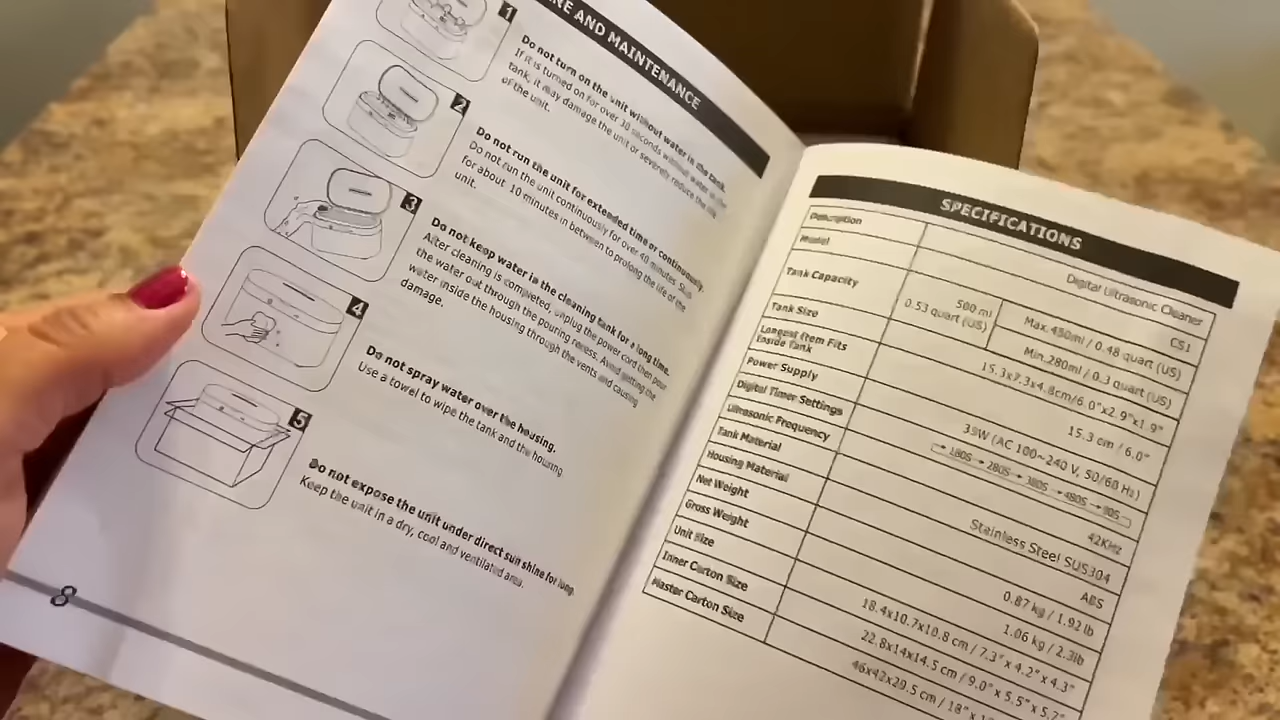 RE AND MAINTENANCE
1
Do not turn on the unit without water in the tank.
If it is turned on for over 30 seconds without water in the
tank, it may damage the unit or severely reduce the life
of the unit.
2
Do not run the unit for extended time or continuously.
Do not run the unit continuously for over 40 minutes.
for about 10 minutes in between to prolong the life of the
unit.
3
Do not keep water in the cleaning tank for a long time.
After cleaning is completed, unplug the power cord then pour
the water out through the pouring recess. Avoid getting the
water inside the housing through the vents and causing
damage.
4
Do not spray water over the housing.
Use a towel to wipe the tank and the housing
5
Do not expose the unit under direct sun shine for long.
Keep the unit in a dry, cool and ventilated area.
8
SPECIFICATIONS
Description
Digital Ultrasonic Cleaner
Model
CS1
Tank Capacity
500 ml
0.53 quart (US)
Max.450ml / 0.48 quart (US)
Min.280ml / 0.3 quart (US)
Tank Size
15.3x7.3x4.8cm/6.0"x2.9"x1.9"
Longest Item Fits
Inside Tank
15.3 cm / 6.0"
Power Supply
35W (AC 100~240 V, 50/60 Hz)
Digital Timer Settings
180S → 280S → 380S → 480S → 90S
Ultrasonic Frequency
42KHz
Tank Material
Stainless Steel SUS304
Housing Material
ABS
Net Weight
0.87 kg / 1.92 lb
Gross Weight
1.06 kg / 2.3lb
Unit Size
18.4x10.7x10.8 cm / 7.3" x 4.2" x 4.3"
Inner Carton Size
22.8x14x14.5 cm / 9.0" x 5.5" x 5.7"
Master Carton Size
46x42x29.5 cm / 18" x